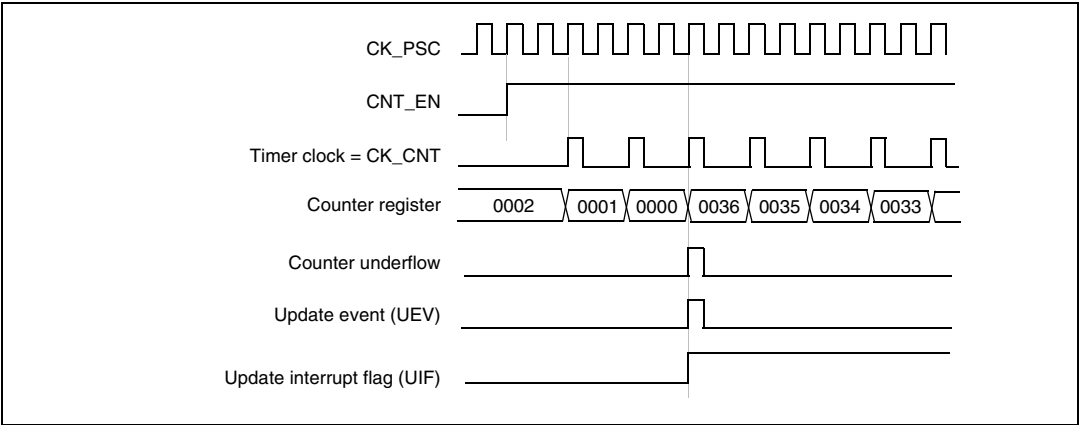 CK_PSC
CNT_EN
Timer clock = CK_CNT
Counter register
0002 0001 0000 0036 0035 0034 0033
Counter underflow
Update event (UEV)
Update interrupt flag (UIF)